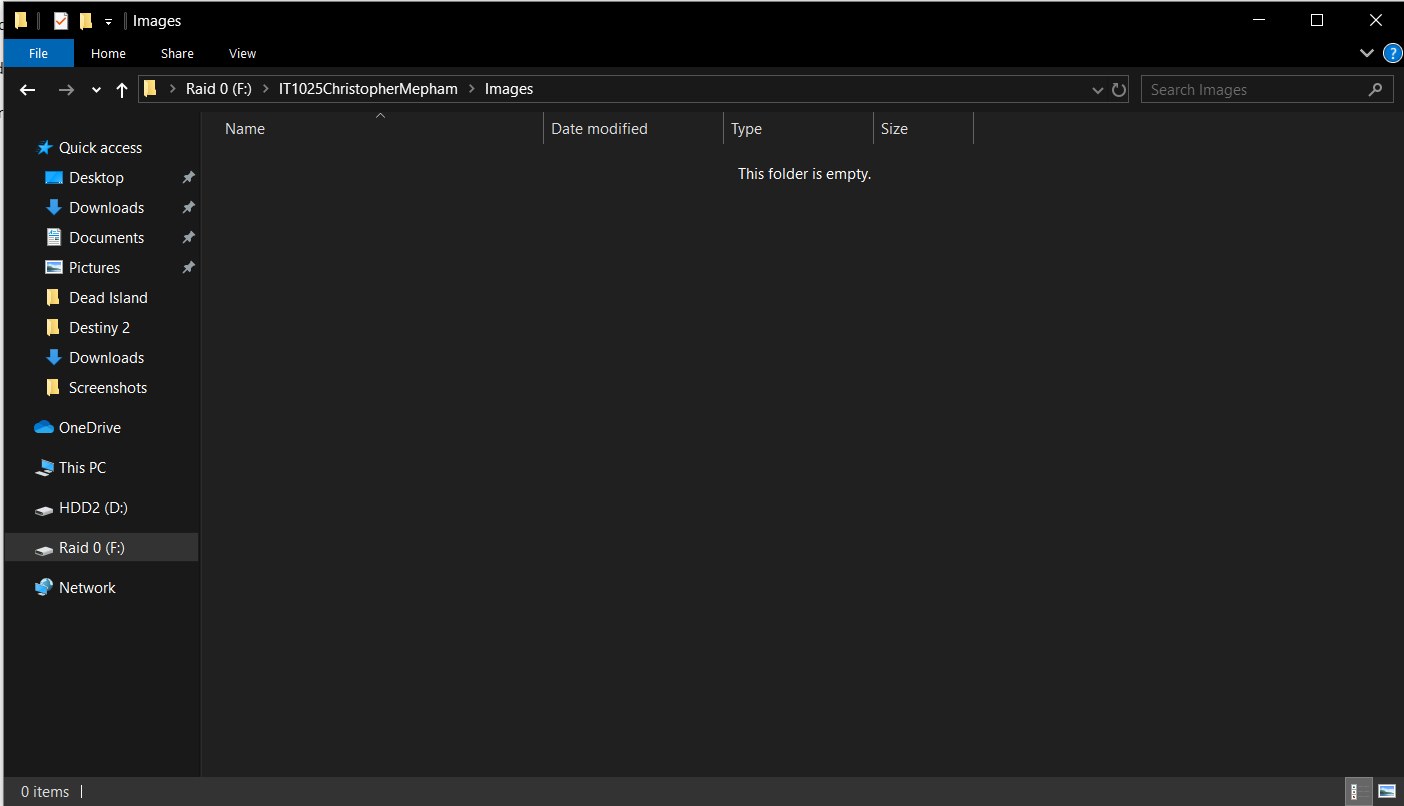 Images
File Home Share View
Raid 0 (F:) IT1025ChristopherMepham Images Search Images
Name Date modified Type Size
This folder is empty.
Quick access
Desktop
Downloads
Documents
Pictures
Dead Island
Destiny 2
Downloads
Screenshots
OneDrive
This PC
HDD2 (D:)
Raid 0 (F:)
Network
0 items